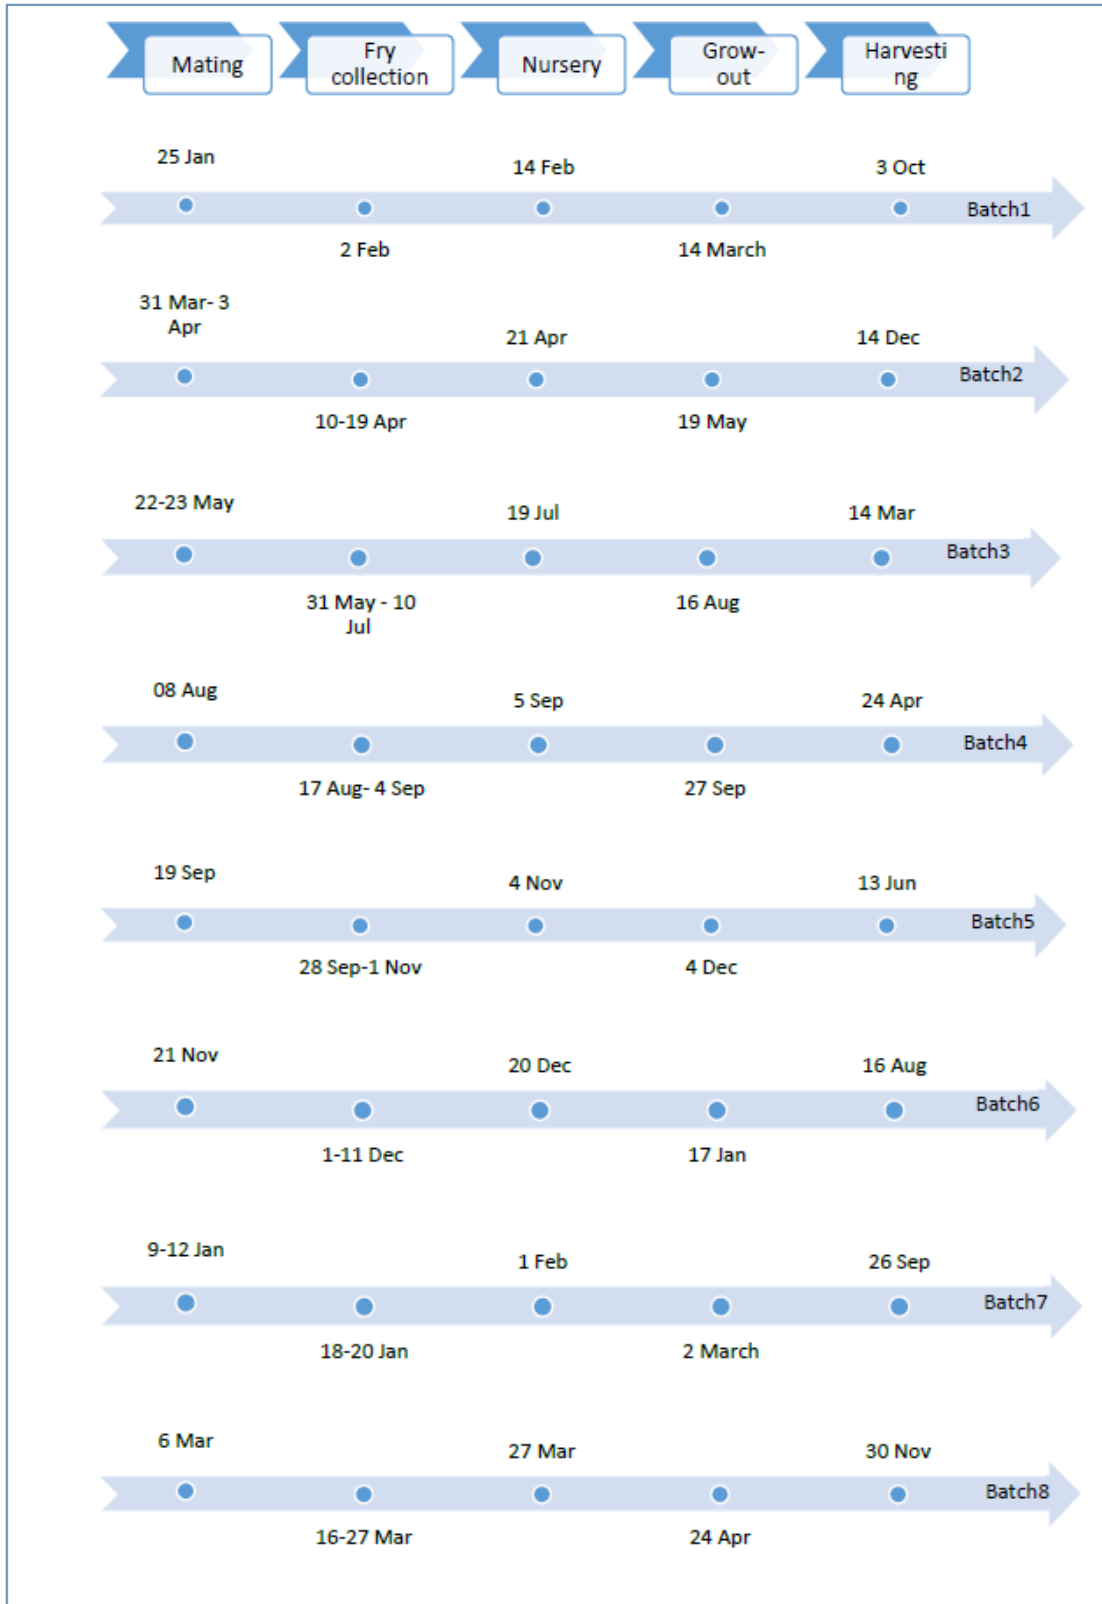 Mating
Fry
collection
Nursery
Grow-
out
Harvesti
ng
25 Jan
14 Feb
3 Oct
Batch1
2 Feb
14 March
31 Mar- 3
Apr
21 Apr
14 Dec
Batch2
10-19 Apr
19 May
22-23 May
19 Jul
14 Mar
Batch3
31 May - 10
Jul
16 Aug
08 Aug
5 Sep
24 Apr
Batch4
17 Aug- 4 Sep
27 Sep
19 Sep
4 Nov
13 Jun
Batch5
28 Sep-1 Nov
4 Dec
21 Nov
20 Dec
16 Aug
Batch6
1-11 Dec
17 Jan
9-12 Jan
1 Feb
26 Sep
Batch7
18-20 Jan
2 March
6 Mar
27 Mar
30 Nov
Batch8
16-27 Mar
24 Apr